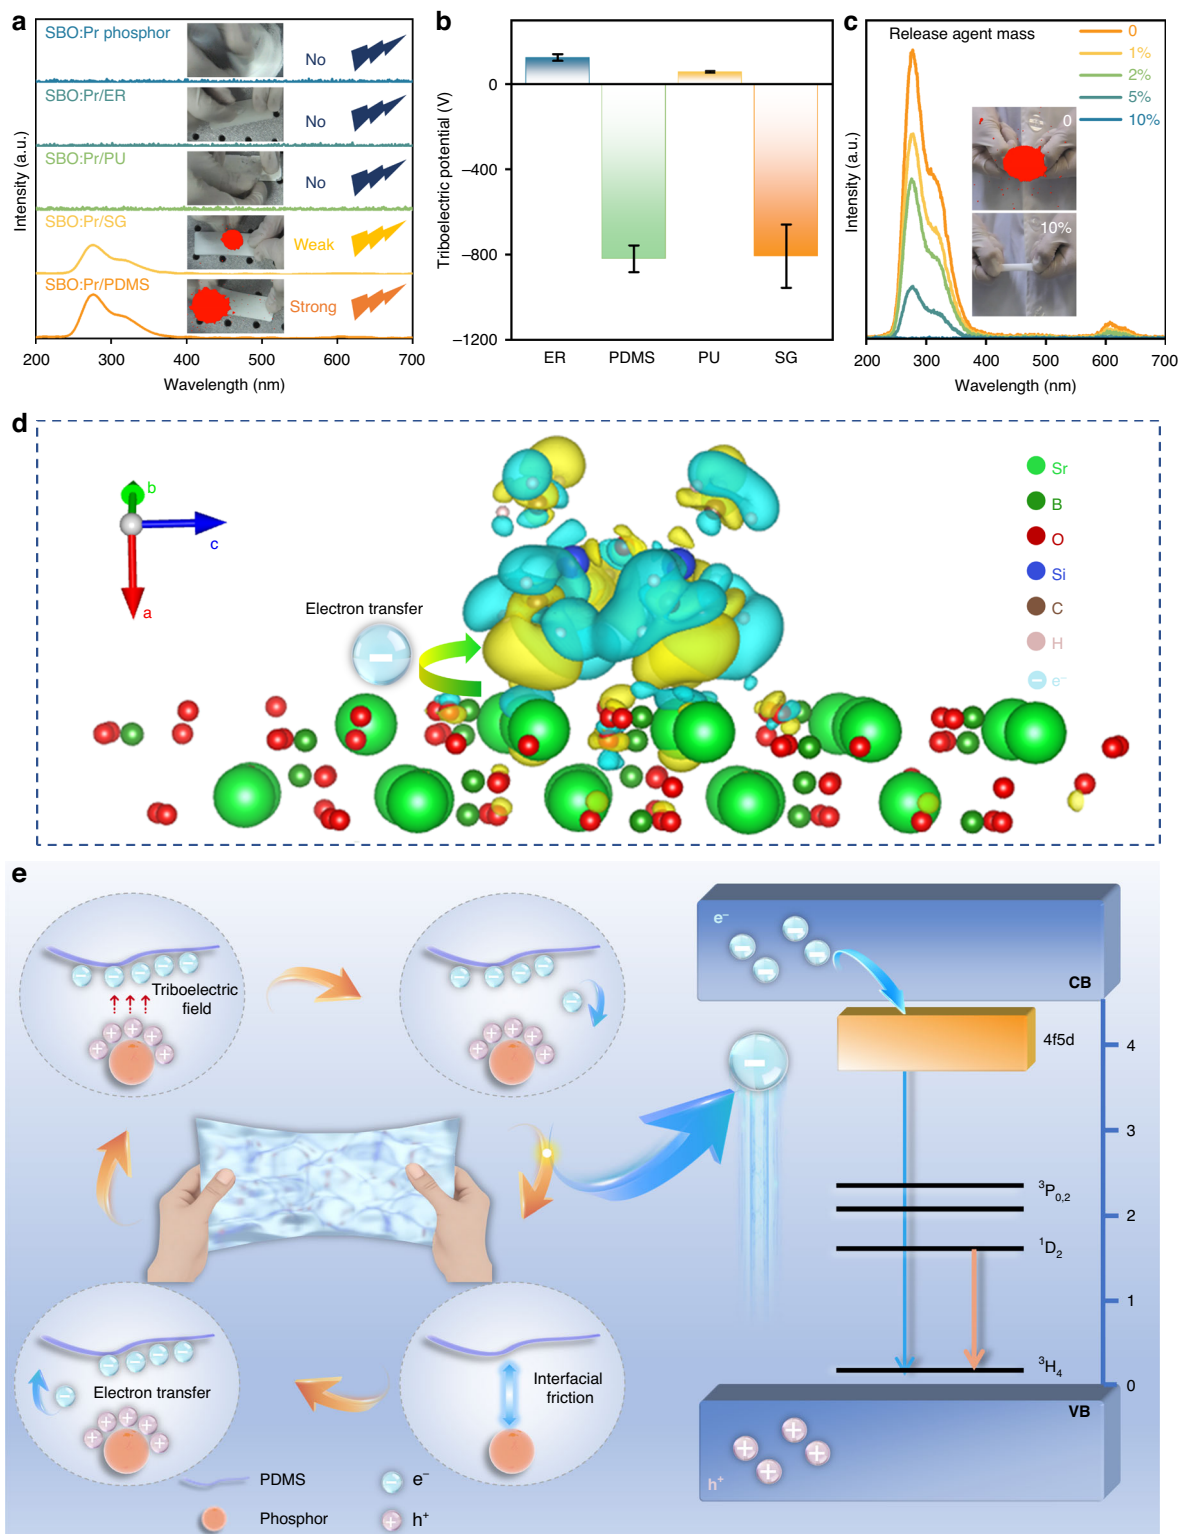 a
SBO:Pr phosphor
No
SBO:Pr/ER
No
SBO:Pr/PU
No
SBO:Pr/SG
Weak
SBO:Pr/PDMS
Strong
Intensity (a.u.)
200 300 400 500 600 700
Wavelength (nm)
b
Triboelectric potential (V)
0
−400
−800
−1200
ER PDMS PU SG
c
Release agent mass
0
1%
2%
5%
10%
0
10%
Intensity (a.u.)
200 300 400 500 600 700
Wavelength (nm)
d
b
c
a
Electron transfer
Sr
B
O
Si
C
H
e⁻
e
Triboelectric
field
Electron transfer
Interfacial
friction
PDMS
e⁻
Phosphor
h⁺
e⁻
CB
4f5d
4
3
³P₀,₂
2
¹D₂
1
³H₄
0
VB
h⁺